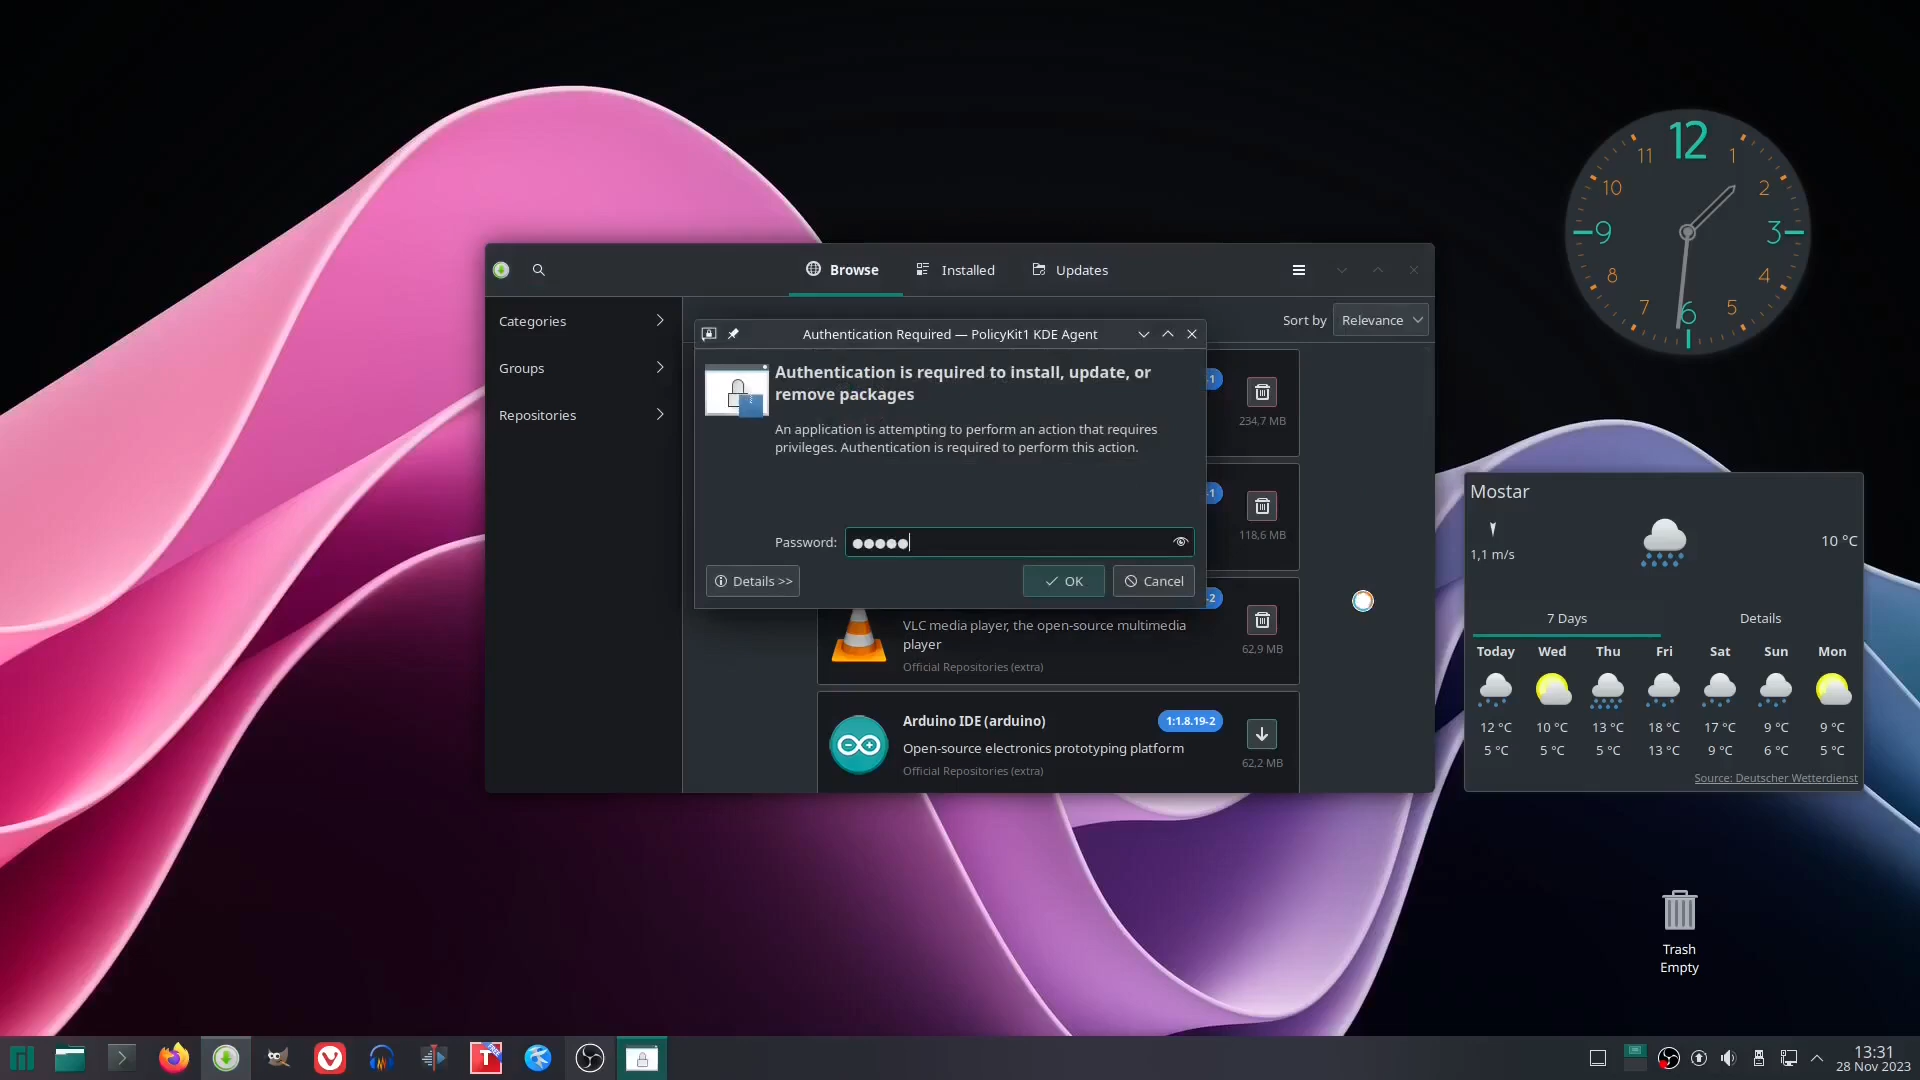 12
11
1
10
2
9
3
8
4
7
5
6
Browse
Installed
Updates
Categories
Groups
Repositories
Sort by
Relevance
Authentication Required — PolicyKit1 KDE Agent
Authentication is required to install, update, or
remove packages
An application is attempting to perform an action that requires
privileges. Authentication is required to perform this action.
Password:
Details >>
OK
Cancel
-1
234,7 MB
-1
118,6 MB
-2
VLC media player, the open-source multimedia
player
Official Repositories (extra)
62,9 MB
Arduino IDE (arduino)
1:1.8.19-2
Open-source electronics prototyping platform
Official Repositories (extra)
62,2 MB
Mostar
1,1 m/s
10 °C
7 Days
Details
Today Wed Thu Fri Sat Sun Mon
12 °C 10 °C 13 °C 18 °C 17 °C 9 °C 9 °C
5 °C 5 °C 5 °C 13 °C 9 °C 6 °C 5 °C
Source: Deutscher Wetterdienst
Trash
Empty
T
13:31
28 Nov 2023